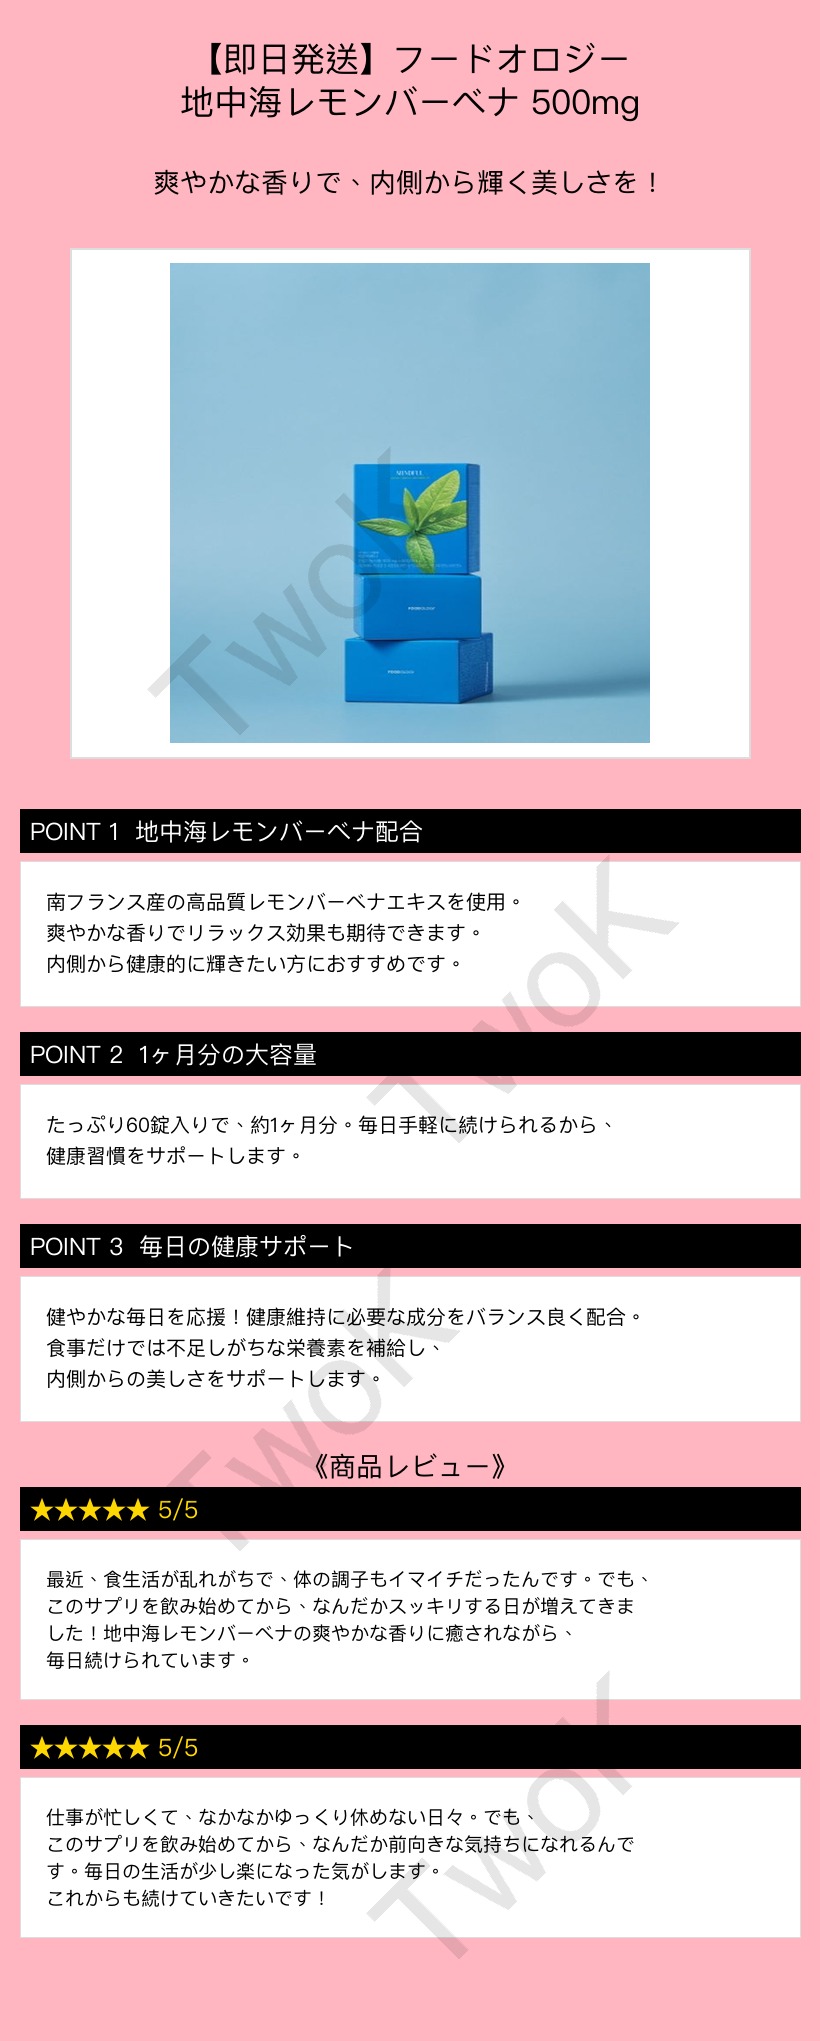 【即日発送】フードオロジー
地中海レモンバーベナ 500mg
爽やかな香りで、内側から輝く美しさを！
MINDFUL
FOODOLOGY
FOODOLOGY
TwoK
POINT 1 地中海レモンバーベナ配合
南フランス産の高品質レモンバーベナエキスを使用。
爽やかな香りでリラックス効果も期待できます。
内側から健康的に輝きたい方におすすめです。
TwoK
POINT 2 1ヶ月分の大容量
たっぷり60錠入りで、約1ヶ月分。毎日手軽に続けられるから、
健康習慣をサポートします。
POINT 3 毎日の健康サポート
健やかな毎日を応援！健康維持に必要な成分をバランス良く配合。
食事だけでは不足しがちな栄養素を補給し、
内側からの美しさをサポートします。
TwoK
《商品レビュー》
★★★★★ 5/5
最近、食生活が乱れがちで、体の調子もイマイチだったんです。でも、
このサプリを飲み始めてから、なんだかスッキリする日が増えてきま
した！地中海レモンバーベナの爽やかな香りに癒されながら、
毎日続けられています。
★★★★★ 5/5
仕事が忙しくて、なかなかゆっくり休めない日々。でも、
このサプリを飲み始めてから、なんだか前向きな気持ちになれるんで
す。毎日の生活が少し楽になった気がします。
これからも続けていきたいです！
TwoK